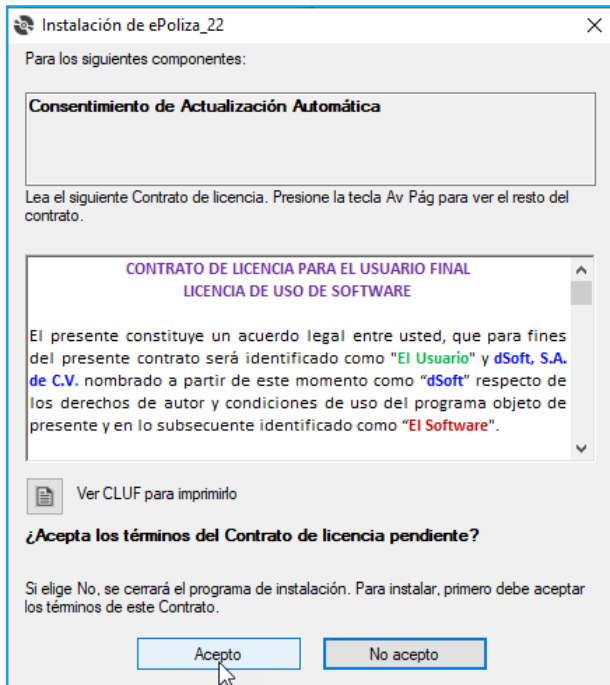 Instalación de ePoliza_22
Para los siguientes componentes:
Consentimiento de Actualización Automática
Lea el siguiente Contrato de licencia. Presione la tecla Av Pág para ver el resto del
contrato.
CONTRATO DE LICENCIA PARA EL USUARIO FINAL
LICENCIA DE USO DE SOFTWARE
El presente constituye un acuerdo legal entre usted, que para fines
del presente contrato será identificado como "El Usuario" y dSoft, S.A.
de C.V. nombrado a partir de este momento como “dSoft” respecto de
los derechos de autor y condiciones de uso del programa objeto de
presente y en lo subsecuente identificado como “El Software".
Ver CLUF para imprimirlo
¿Acepta los términos del Contrato de licencia pendiente?
Si elige No, se cerrará el programa de instalación. Para instalar, primero debe aceptar
los términos de este Contrato.
Acepto
No acepto